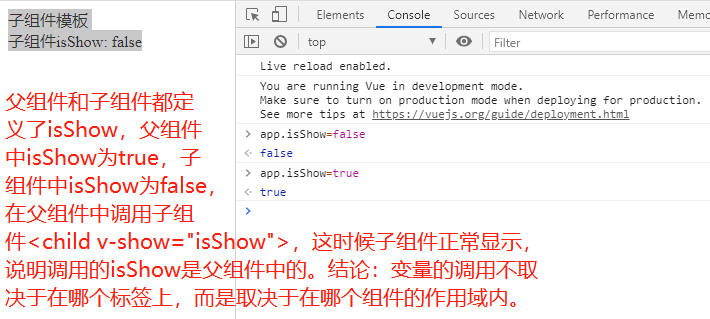 子组件模板
子组件isShow: false
Elements Console Sources Network Performance Mem
top Filter
Live reload enabled.
You are running Vue in development mode.
Make sure to turn on production mode when deploying for production.
See more tips at https://vuejs.org/guide/deployment.html
> app.isShow=false
< false
> app.isShow=true
< true
>
父组件和子组件都定
义了isShow，父组件
中isShow为true，子
组件中isShow为false，
在父组件中调用子组
件<child v-show="isShow">，这时候子组件正常显示，
说明调用的isShow是父组件中的。结论：变量的调用不取
决于在哪个标签上，而是取决于在哪个组件的作用域内。